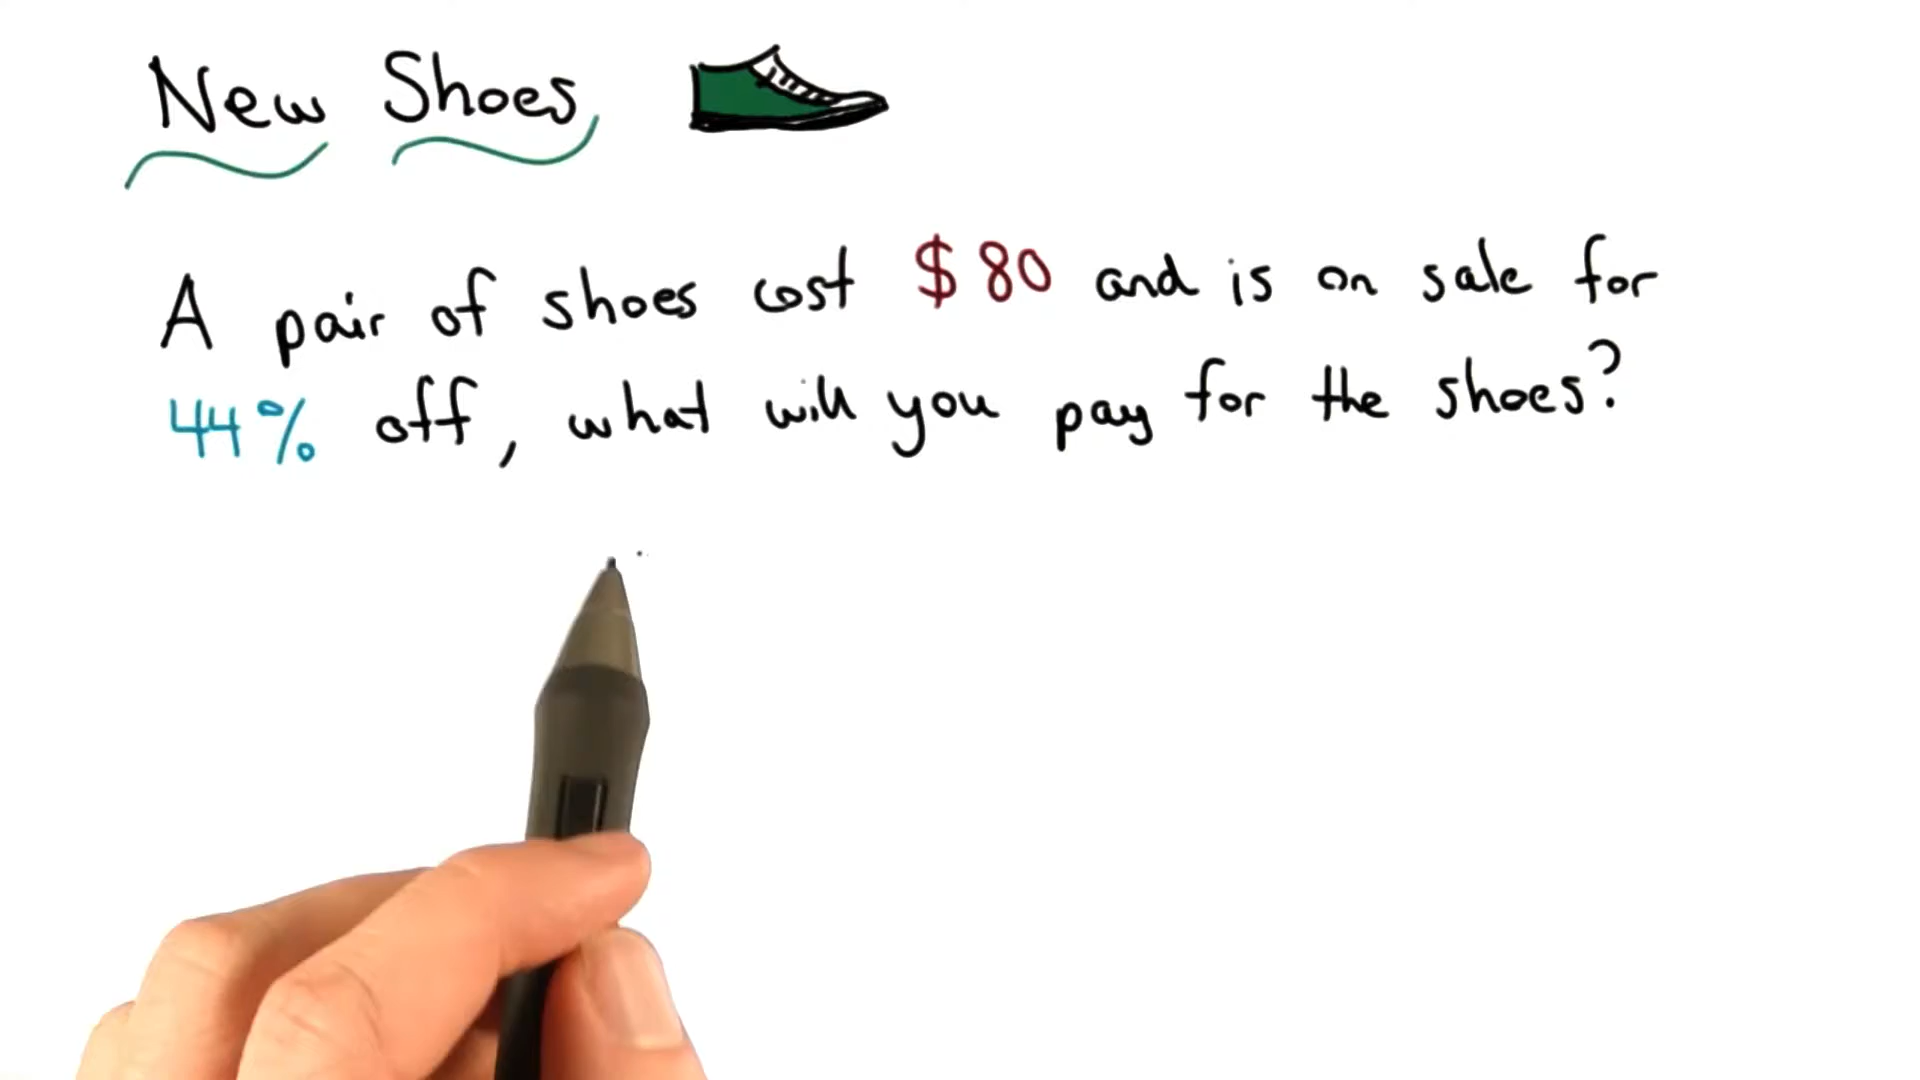 New Shoes
A pair of shoes cost $80 and is on sale for
44% off, what will you pay for the shoes?